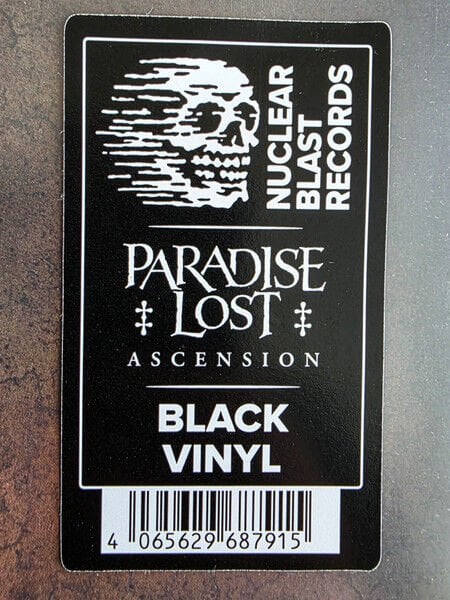 NUCLEAR
BLAST
RECORDS
PARADISE
‡ LOST ‡
ASCENSION
BLACK
VINYL
4 065629 687915